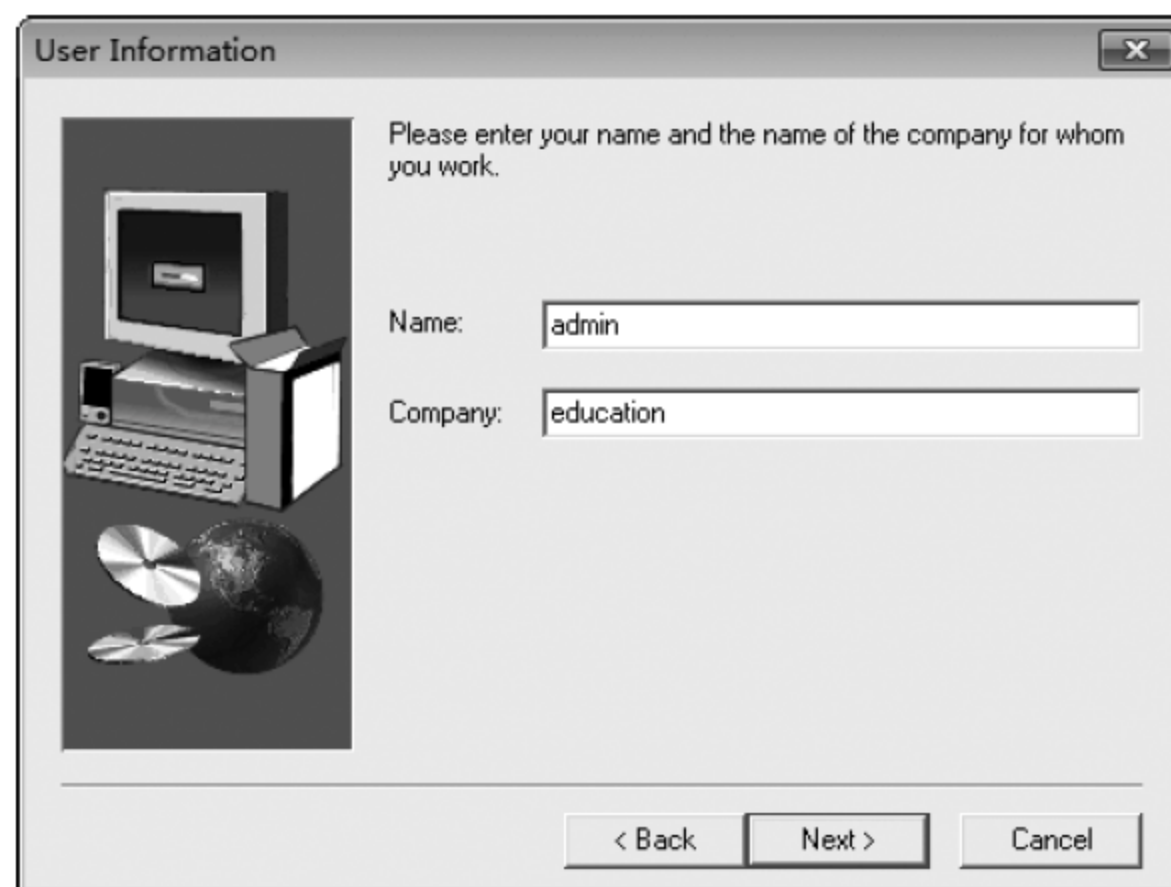 User Information
Please enter your name and the name of the company for whom
you work.
Name: admin
Company: education
< Back Next > Cancel